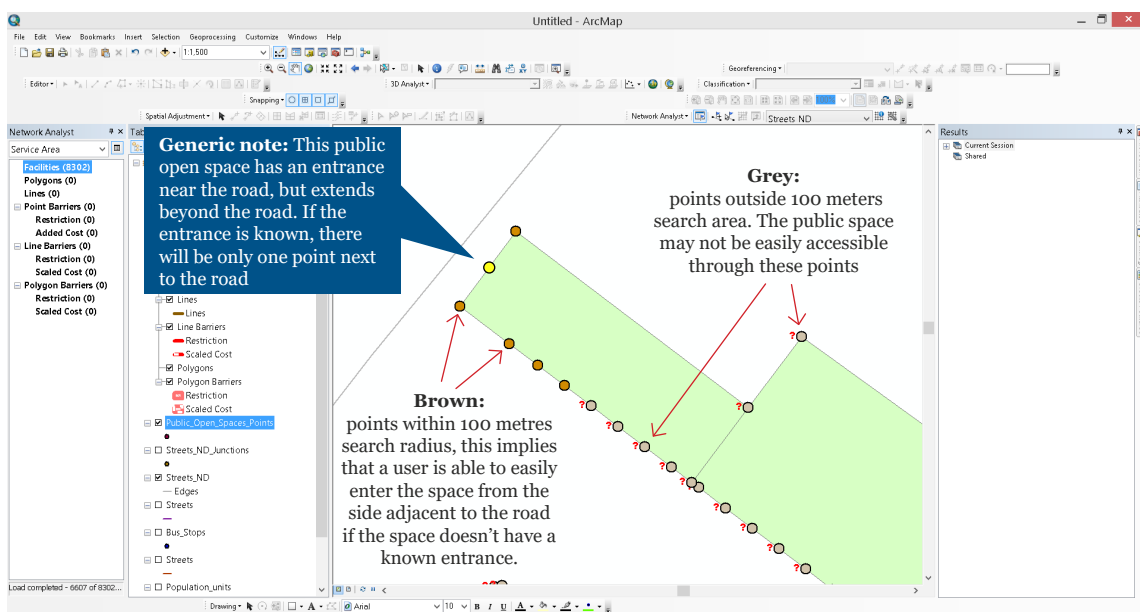 Untitled - ArcMap
File Edit View Bookmarks Insert Selection Geoprocessing Customize Windows Help
1:1,500
Georeferencing
Editor
3D Analyst
Classification
Snapping
Spatial Adjustment
Network Analyst
Streets ND
Network Analyst
Service Area
Facilities (8302)
Polygons (0)
Lines (0)
Point Barriers (0)
Restriction (0)
Added Cost (0)
Line Barriers (0)
Restriction (0)
Scaled Cost (0)
Polygon Barriers (0)
Restriction (0)
Scaled Cost (0)
Load completed - 6607 of 8302...
Tab
Lines
Lines
Line Barriers
Restriction
Scaled Cost
Polygons
Polygon Barriers
Restriction
Scaled Cost
Public_Open_Spaces_Points
Streets_ND_Junctions
Streets_ND
Edges
Streets
Bus_Stops
Streets
Population_units
Generic note: This public
open space has an entrance
near the road, but extends
beyond the road. If the
entrance is known, there
will be only one point next
to the road
Grey:
points outside 100 meters
search area. The public space
may not be easily accessible
through these points
Brown:
points within 100 metres
search radius, this implies
that a user is able to easily
enter the space from the
side adjacent to the road
if the space doesn't have a
known entrance.
?
?
?
?
?
?
?
?
?
?
?
Results
Current Session
Shared
Drawing
Arial
10
B I U A